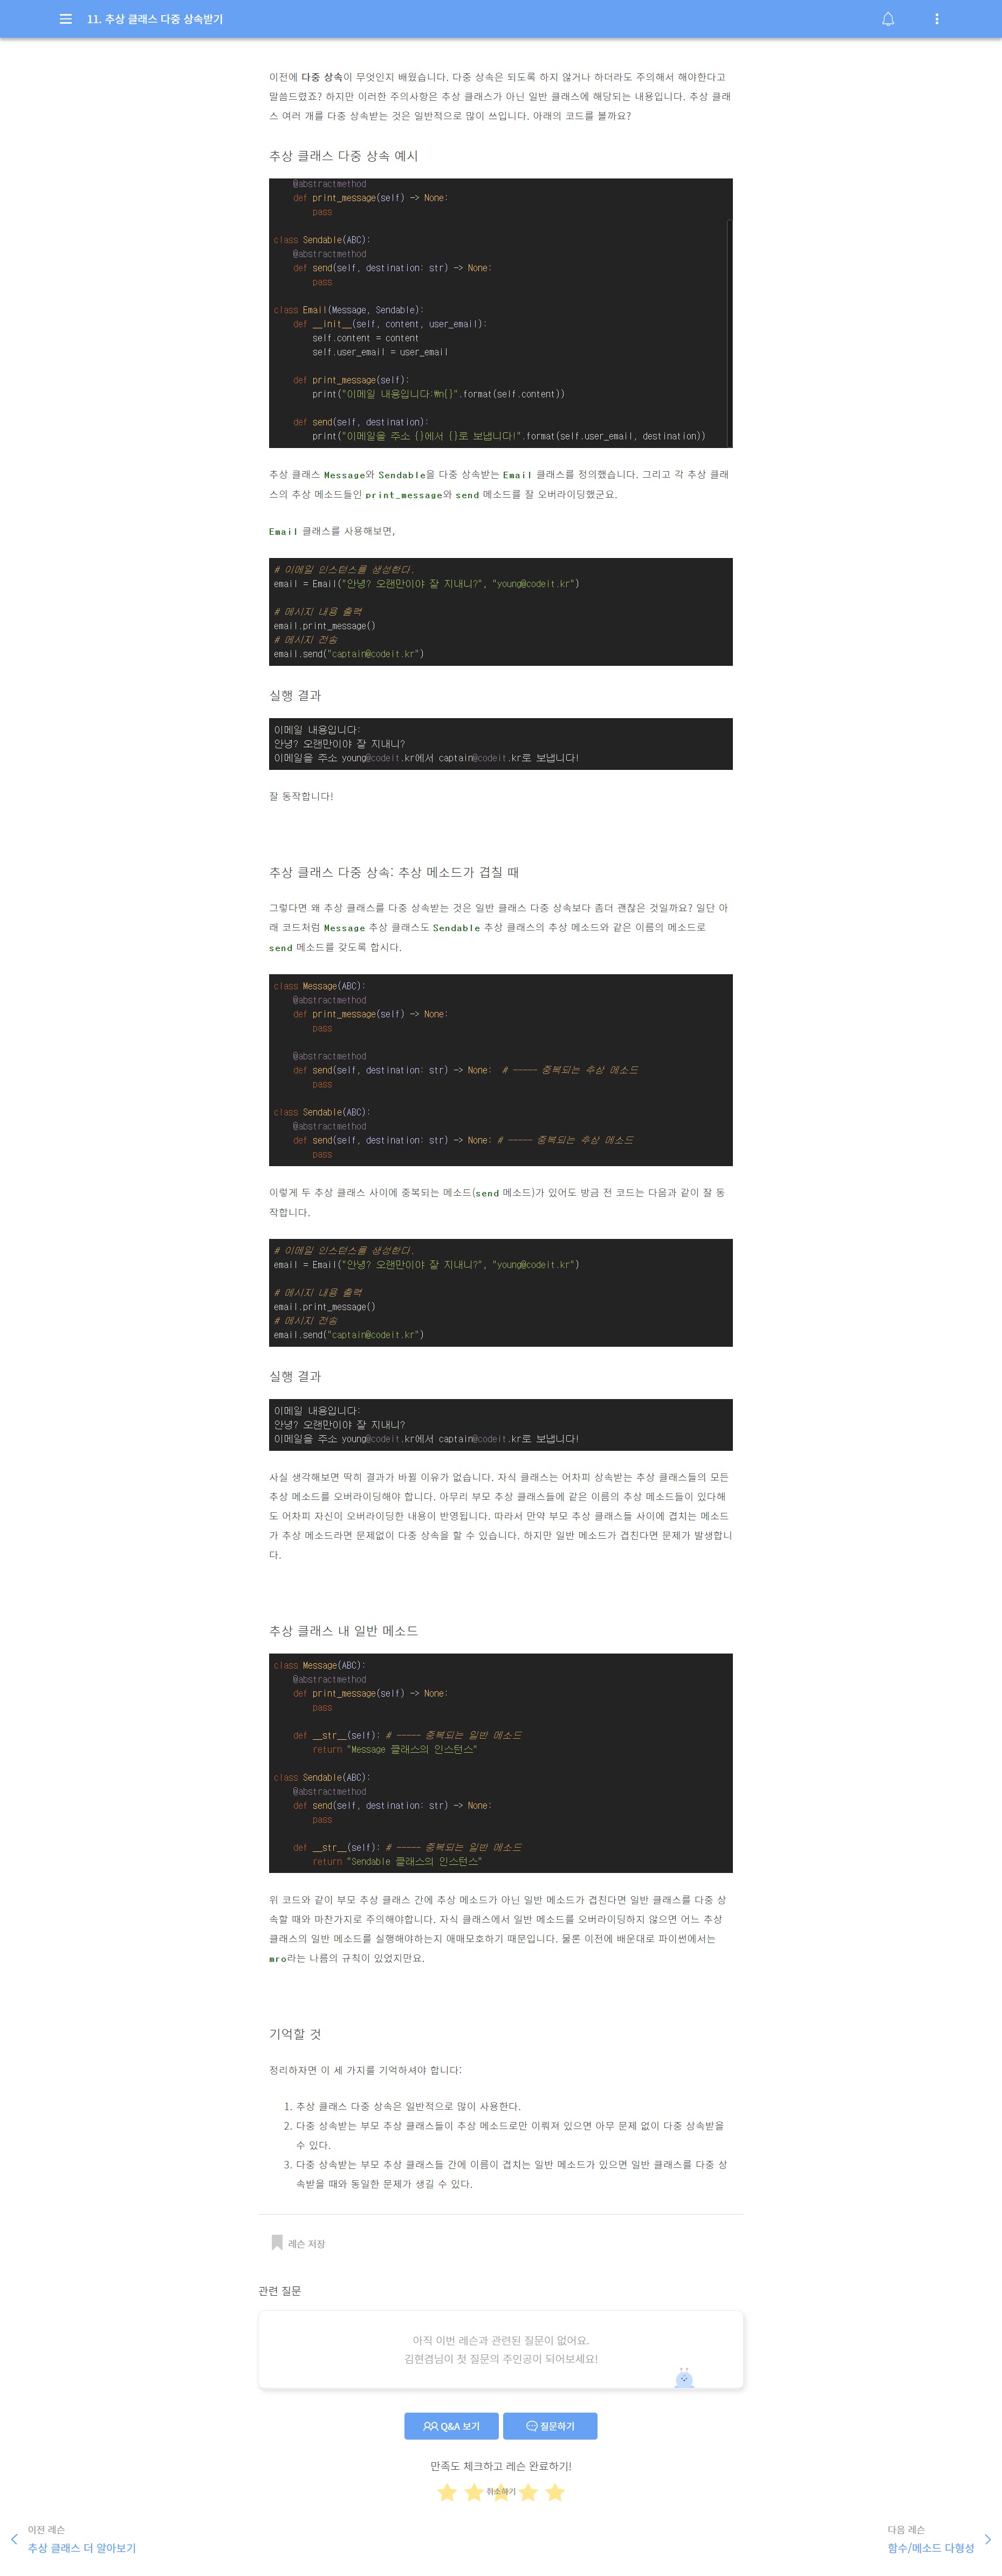 11. 추상 클래스 다중 상속받기
이전에 다중 상속이 무엇인지 배웠습니다. 다중 상속은 되도록 하지 않거나 하더라도 주의해서 해야한다고
말씀드렸죠? 하지만 이러한 주의사항은 추상 클래스가 아닌 일반 클래스에 해당되는 내용입니다. 추상 클래
스 여러 개를 다중 상속받는 것은 일반적으로 많이 쓰입니다. 아래의 코드를 볼까요?
추상 클래스 다중 상속 예시
@abstractmethod
def print_message(self) -> None:
pass
class Sendable(ABC):
@abstractmethod
def send(self, destination: str) -> None:
pass
class Email(Message, Sendable):
def __init__(self, content, user_email):
self.content = content
self.user_email = user_email
def print_message(self):
print("이메일 내용입니다:₩n{}".format(self.content))
def send(self, destination):
print("이메일을 주소 {}에서 {}로 보냅니다!".format(self.user_email, destination))
추상 클래스 Message와 Sendable을 다중 상속받는 Email 클래스를 정의했습니다. 그리고 각 추상 클래
스의 추상 메소드들인 print_message와 send 메소드를 잘 오버라이딩했군요.
Email 클래스를 사용해보면,
# 이메일 인스턴스를 생성한다.
email = Email("안녕? 오랜만이야 잘 지내니?", "young@codeit.kr")
# 메시지 내용 출력
email.print_message()
# 메시지 전송
email.send("captain@codeit.kr")
실행 결과
이메일 내용입니다:
안녕? 오랜만이야 잘 지내니?
이메일을 주소 young@codeit.kr에서 captain@codeit.kr로 보냅니다!
잘 동작합니다!
추상 클래스 다중 상속: 추상 메소드가 겹칠 때
그렇다면 왜 추상 클래스를 다중 상속받는 것은 일반 클래스 다중 상속보다 좀더 괜찮은 것일까요? 일단 아
래 코드처럼 Message 추상 클래스도 Sendable 추상 클래스의 추상 메소드와 같은 이름의 메소드로
send 메소드를 갖도록 합시다.
class Message(ABC):
@abstractmethod
def print_message(self) -> None:
pass
@abstractmethod
def send(self, destination: str) -> None:  # ----- 중복되는 추상 메소드
pass
class Sendable(ABC):
@abstractmethod
def send(self, destination: str) -> None: # ----- 중복되는 추상 메소드
pass
이렇게 두 추상 클래스 사이에 중복되는 메소드(send 메소드)가 있어도 방금 전 코드는 다음과 같이 잘 동
작합니다.
# 이메일 인스턴스를 생성한다.
email = Email("안녕? 오랜만이야 잘 지내니?", "young@codeit.kr")
# 메시지 내용 출력
email.print_message()
# 메시지 전송
email.send("captain@codeit.kr")
실행 결과
이메일 내용입니다:
안녕? 오랜만이야 잘 지내니?
이메일을 주소 young@codeit.kr에서 captain@codeit.kr로 보냅니다!
사실 생각해보면 딱히 결과가 바뀔 이유가 없습니다. 자식 클래스는 어차피 상속받는 추상 클래스들의 모든
추상 메소드를 오버라이딩해야 합니다. 아무리 부모 추상 클래스들에 같은 이름의 추상 메소드들이 있다해
도 어차피 자신이 오버라이딩한 내용이 반영됩니다. 따라서 만약 부모 추상 클래스들 사이에 겹치는 메소드
가 추상 메소드라면 문제없이 다중 상속을 할 수 있습니다. 하지만 일반 메소드가 겹친다면 문제가 발생합니
다.
추상 클래스 내 일반 메소드
class Message(ABC):
@abstractmethod
def print_message(self) -> None:
pass
def __str__(self): # ----- 중복되는 일반 메소드
return "Message 클래스의 인스턴스"
class Sendable(ABC):
@abstractmethod
def send(self, destination: str) -> None:
pass
def __str__(self): # ----- 중복되는 일반 메소드
return "Sendable 클래스의 인스턴스"
위 코드와 같이 부모 추상 클래스 간에 추상 메소드가 아닌 일반 메소드가 겹친다면 일반 클래스를 다중 상
속할 때와 마찬가지로 주의해야합니다. 자식 클래스에서 일반 메소드를 오버라이딩하지 않으면 어느 추상
클래스의 일반 메소드를 실행해야하는지 애매모호하기 때문입니다. 물론 이전에 배운대로 파이썬에서는
mro라는 나름의 규칙이 있었지만요.
기억할 것
정리하자면 이 세 가지를 기억하셔야 합니다:
1. 추상 클래스 다중 상속은 일반적으로 많이 사용한다.
2. 다중 상속받는 부모 추상 클래스들이 추상 메소드로만 이뤄져 있으면 아무 문제 없이 다중 상속받을
수 있다.
3. 다중 상속받는 부모 추상 클래스들 간에 이름이 겹치는 일반 메소드가 있으면 일반 클래스를 다중 상
속받을 때와 동일한 문제가 생길 수 있다.
레슨 저장
관련 질문
아직 이번 레슨과 관련된 질문이 없어요.
김현겸님이 첫 질문의 주인공이 되어보세요!
Q&A 보기
질문하기
만족도 체크하고 레슨 완료하기!
취소하기
이전 레슨
추상 클래스 더 알아보기
다음 레슨
함수/메소드 다형성